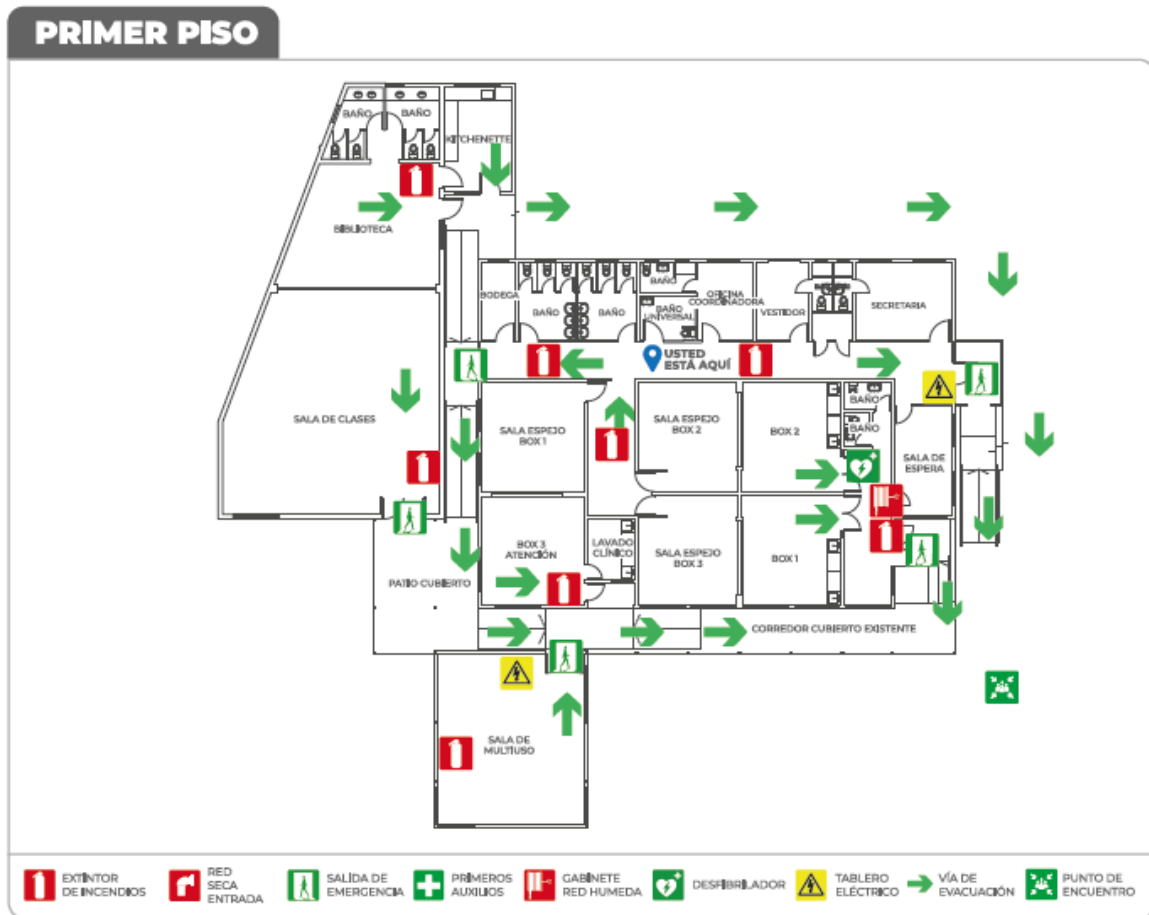 PRIMER PISO
BAÑO
BAÑO
KITCHENETTE
BIBLIOTECA
BODEGA
BAÑO
BAÑO
BAÑO
BAÑO
UNIVERSAL
OFICINA
COORDINADORA
VESTIDOR
SECRETARIA
USTED
ESTÁ AQUÍ
SALA DE CLASES
SALA ESPEJO
BOX 1
SALA ESPEJO
BOX 2
BOX 2
BAÑO
BAÑO
SALA DE
ESPERA
BOX 3
ATENCIÓN
LAVADO
CLÍNICO
SALA ESPEJO
BOX 3
BOX 1
PATIO CUBIERTO
CORREDOR CUBIERTO EXISTENTE
SALA DE
MULTIUSO
EXTINTOR
DE INCENDIOS
RED
SECA
ENTRADA
SALIDA DE
EMERGENCIA
PRIMEROS
AUXILIOS
GABINETE
RED HUMEDA
DESFIBRILADOR
TABLERO
ELÉCTRICO
VÍA DE
EVACUACIÓN
PUNTO DE
ENCUENTRO